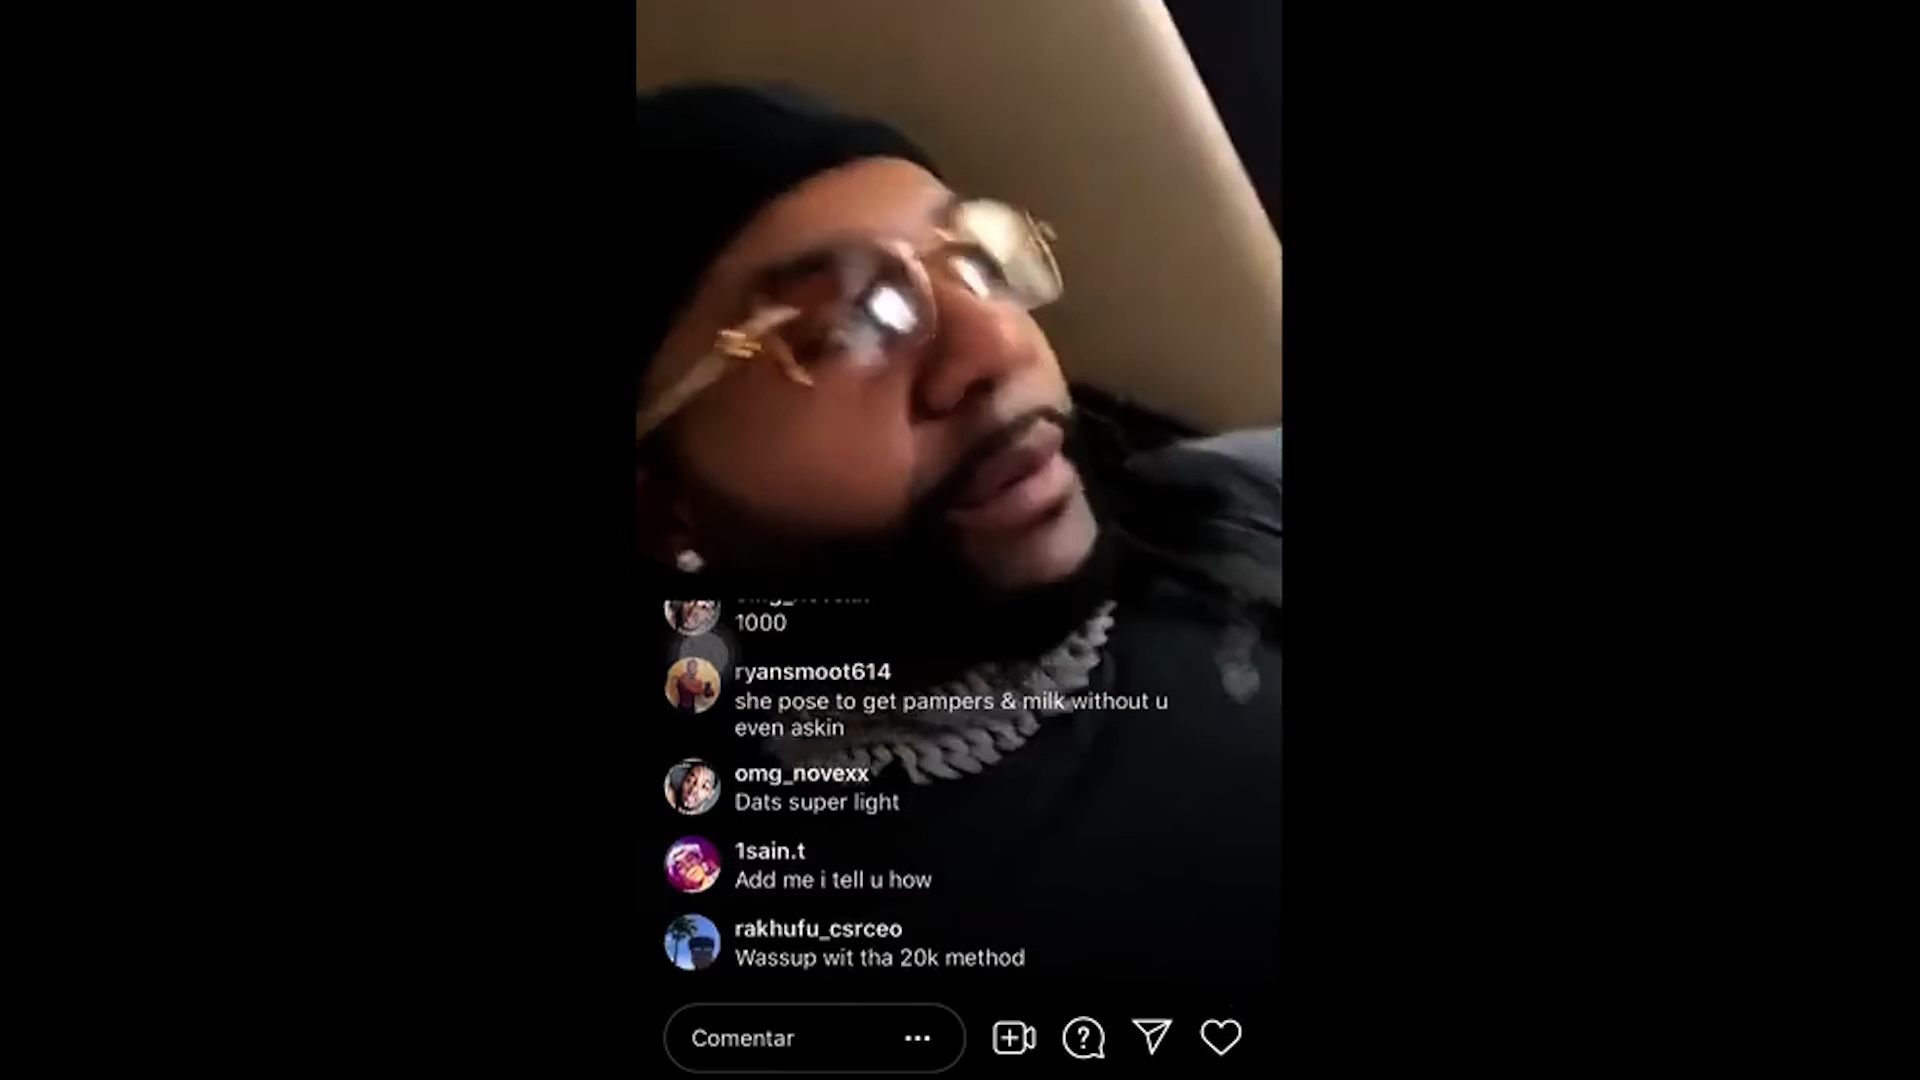 1000
ryansmoot614
she pose to get pampers & milk without u
even askin
omg_novexx
Dats super light
1sain.t
Add me i tell u how
rakhufu_csrceo
Wassup wit tha 20k method
Comentar